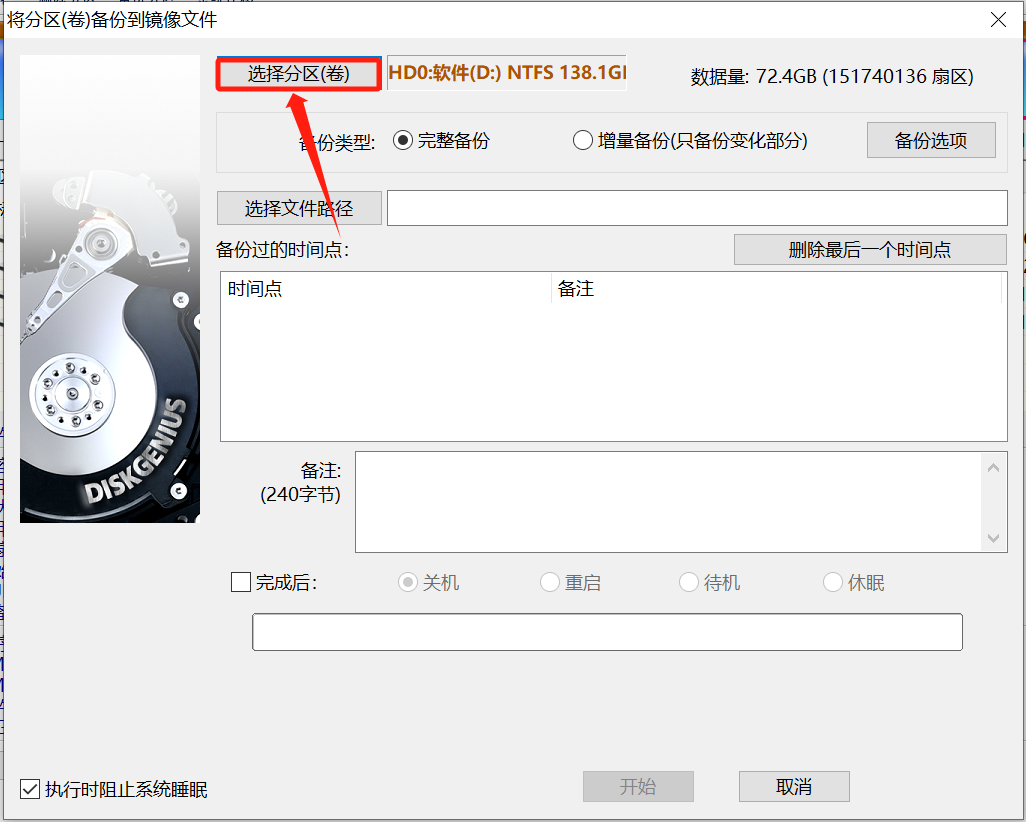 将分区(卷)备份到镜像文件
选择分区(卷)
HD0:软件(D:) NTFS 138.1G
数据量: 72.4GB (151740136 扇区)
备份类型:
完整备份
增量备份(只备份变化部分)
备份选项
选择文件路径
备份过的时间点:
删除最后一个时间点
时间点
备注
备注:
(240字节)
完成后:
关机
重启
待机
休眠
DISKGENIUS
执行时阻止系统睡眠
开始
取消